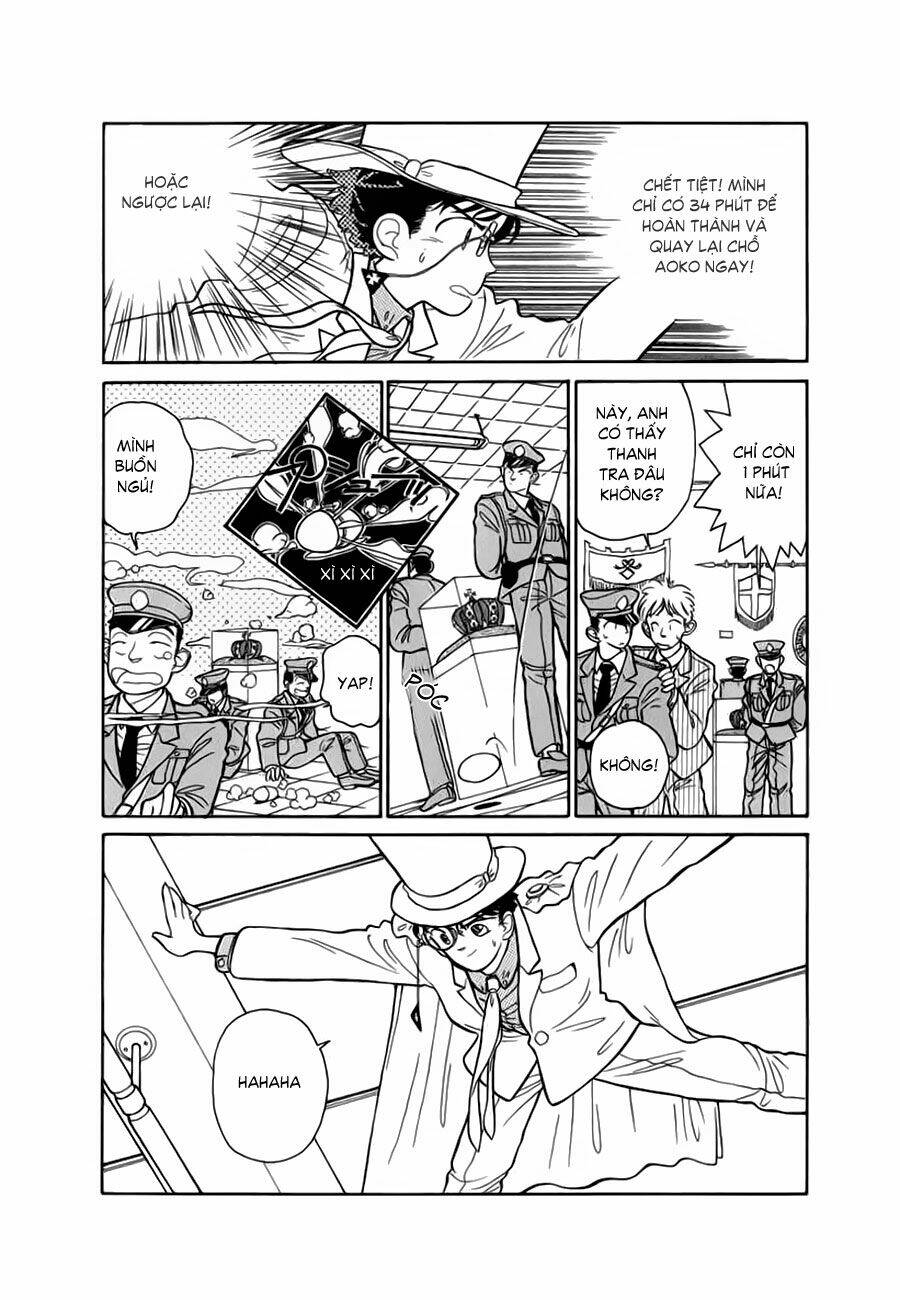 CHẾT TIỆT! MÌNH
CHỈ CÓ 34 PHÚT ĐỂ
HOÀN THÀNH VÀ
QUAY LẠI CHỖ
AOKO NGAY!
HOẶC
NGƯỢC LẠI!
CHỈ CÒN
1 PHÚT
NỮA!
NÀY, ANH
CÓ THẤY
THANH
TRA ĐÂU
KHÔNG?
KHÔNG!
PÓC
XÌ XÌ XÌ
MÌNH
BUỒN
NGỦ!
YAP!
HAHAHA